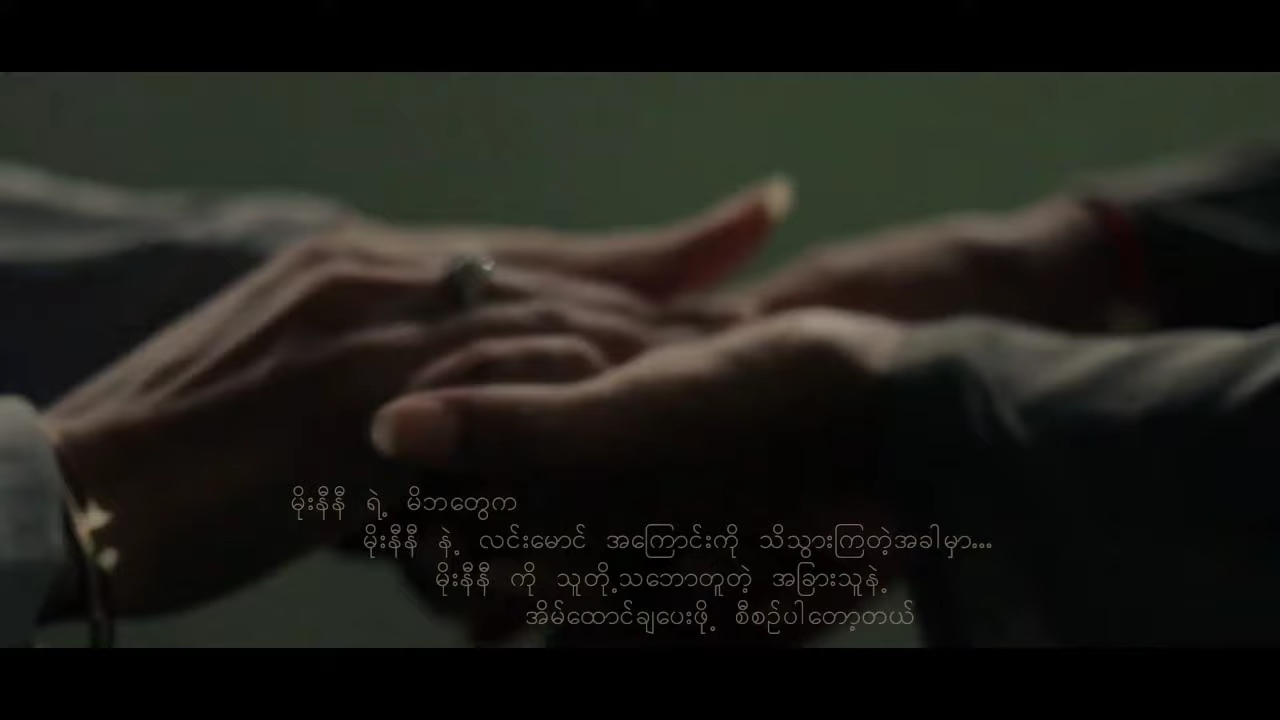 မိုးနီနီ ရဲ့ မိဘတွေက
မိုးနီနီ နဲ့ လင်းမောင် အကြောင်းကို သိသွားကြတဲ့အခါမှာ...
မိုးနီနီ ကို သူတို့သဘောတူတဲ့ အခြားသူနဲ့
အိမ်ထောင်ချပေးဖို့ စီစဉ်ပါတော့တယ်